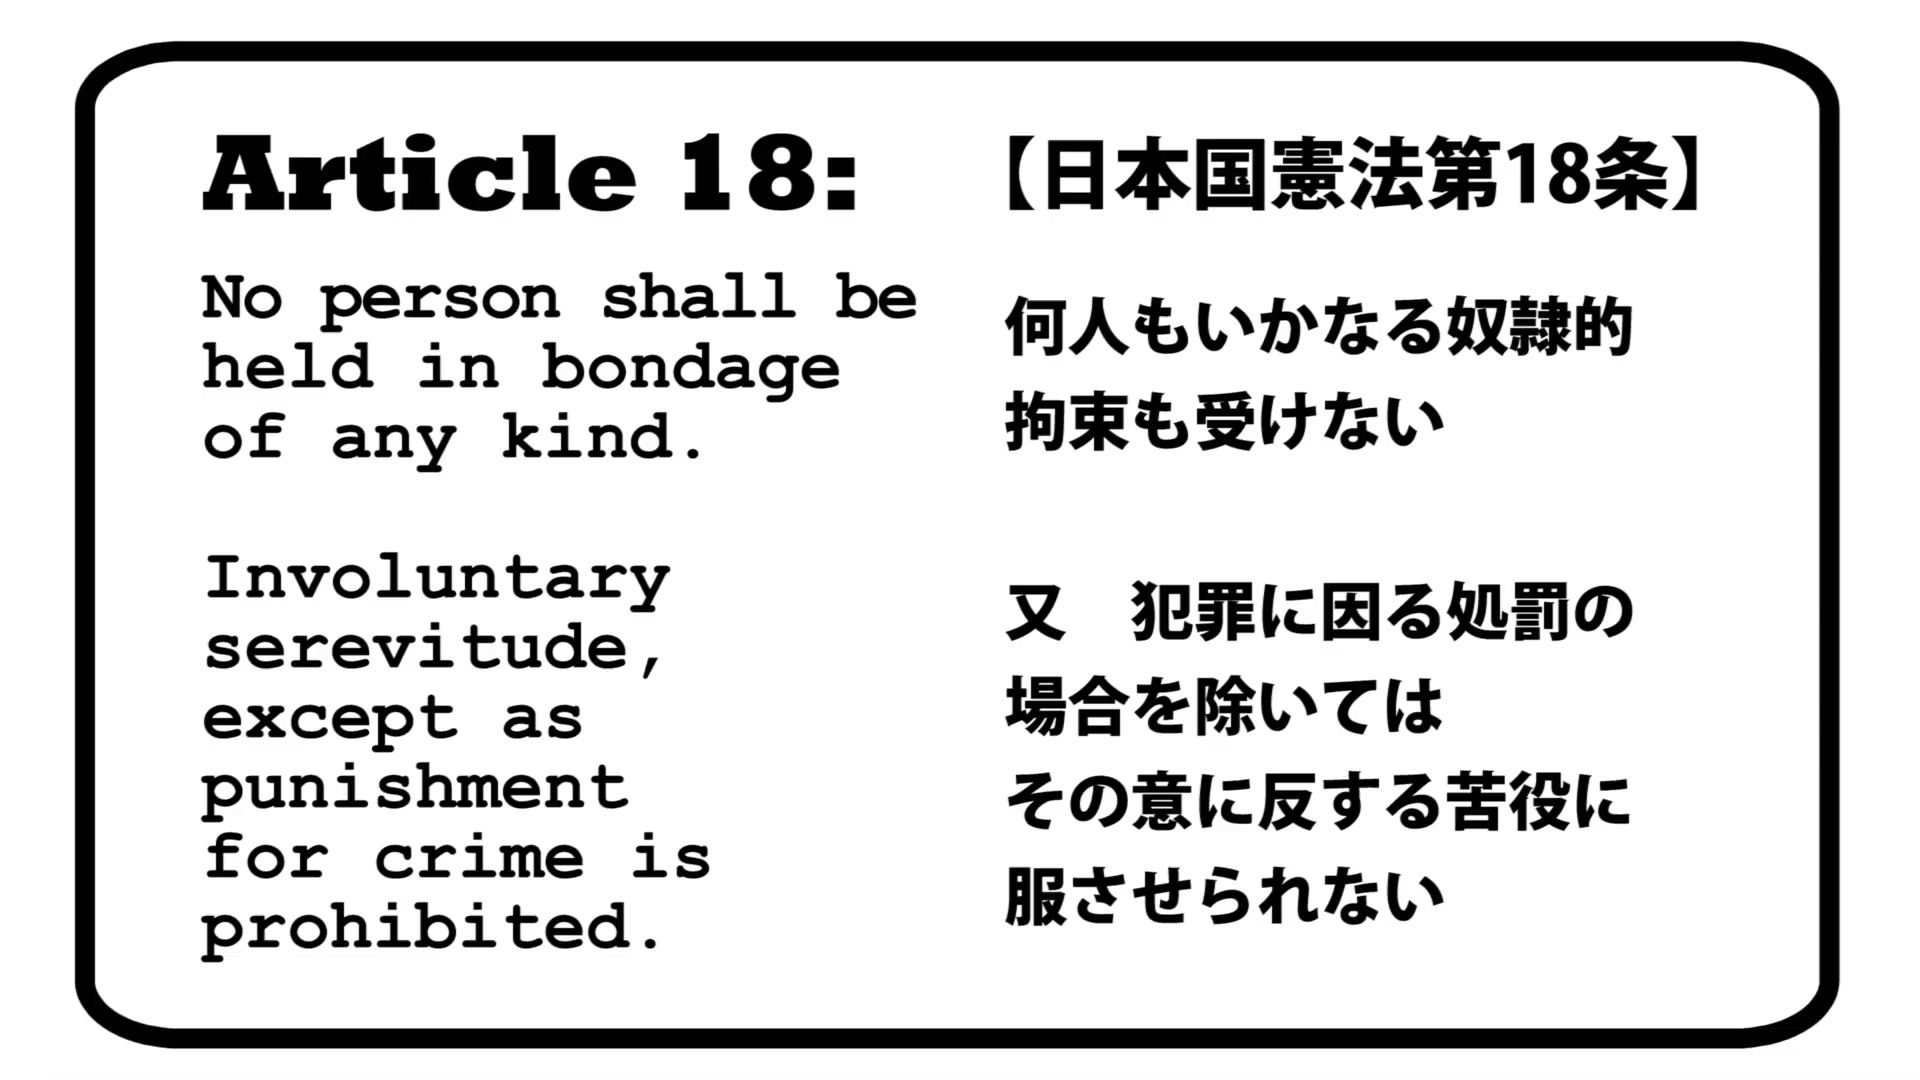 Article 18:
No person shall be
held in bondage
of any kind.
Involuntary
serevitude,
except as
punishment
for crime is
prohibited.
【日本国憲法第18条】
何人もいかなる奴隷的
拘束も受けない
又　犯罪に因る処罰の
場合を除いては
その意に反する苦役に
服させられない